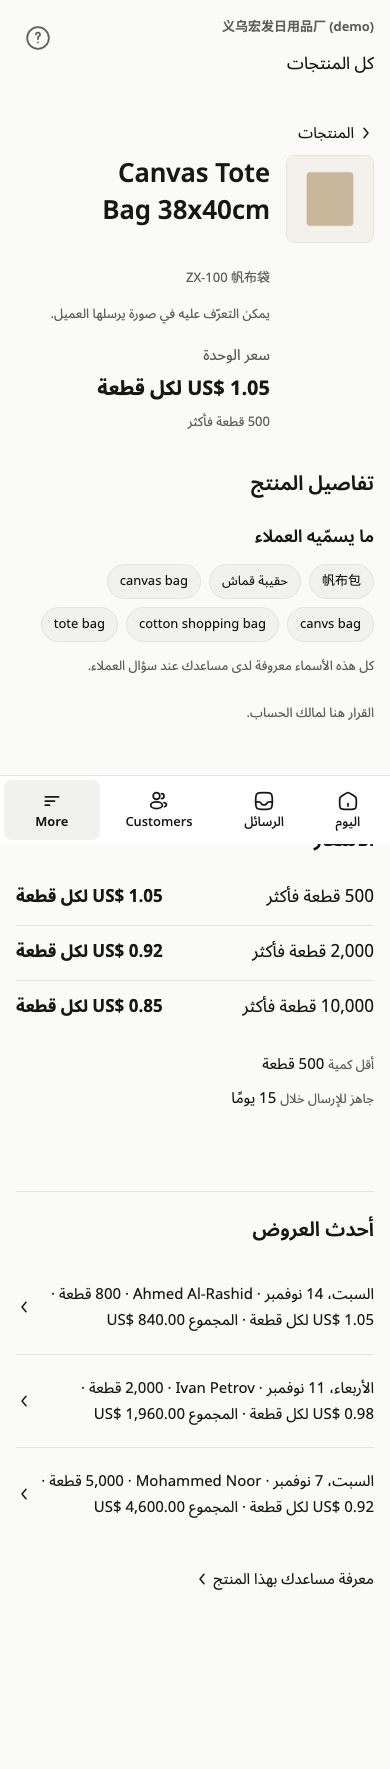 义乌宏发日用品厂 (demo)
كل المنتجات
المنتجات
Canvas Tote
Bag 38x40cm
ZX-100 帆布袋
يمكن التعرّف عليه في صورة يرسلها العميل.
سعر الوحدة
US$ 1.05 لكل قطعة
500 قطعة فأكثر
تفاصيل المنتج
ما يسمّيه العملاء
帆布包 حقيبة قماش canvas bag
canvs bag cotton shopping bag tote bag
كل هذه الأسماء معروفة لدى مساعدك عند سؤال العملاء.
القرار هنا لمالك الحساب.
اليوم الرسائل Customers More
500 قطعة فأكثر US$ 1.05 لكل قطعة
2,000 قطعة فأكثر US$ 0.92 لكل قطعة
10,000 قطعة فأكثر US$ 0.85 لكل قطعة
أقل كمية 500 قطعة
جاهز للإرسال خلال 15 يومًا
أحدث العروض
السبت، 14 نوفمبر · Ahmed Al-Rashid · 800 قطعة ·
US$ 1.05 لكل قطعة · المجموع US$ 840.00
الأربعاء، 11 نوفمبر · Ivan Petrov · 2,000 قطعة ·
US$ 0.98 لكل قطعة · المجموع US$ 1,960.00
السبت، 7 نوفمبر · Mohammed Noor · 5,000 قطعة ·
US$ 0.92 لكل قطعة · المجموع US$ 4,600.00
معرفة مساعدك بهذا المنتج